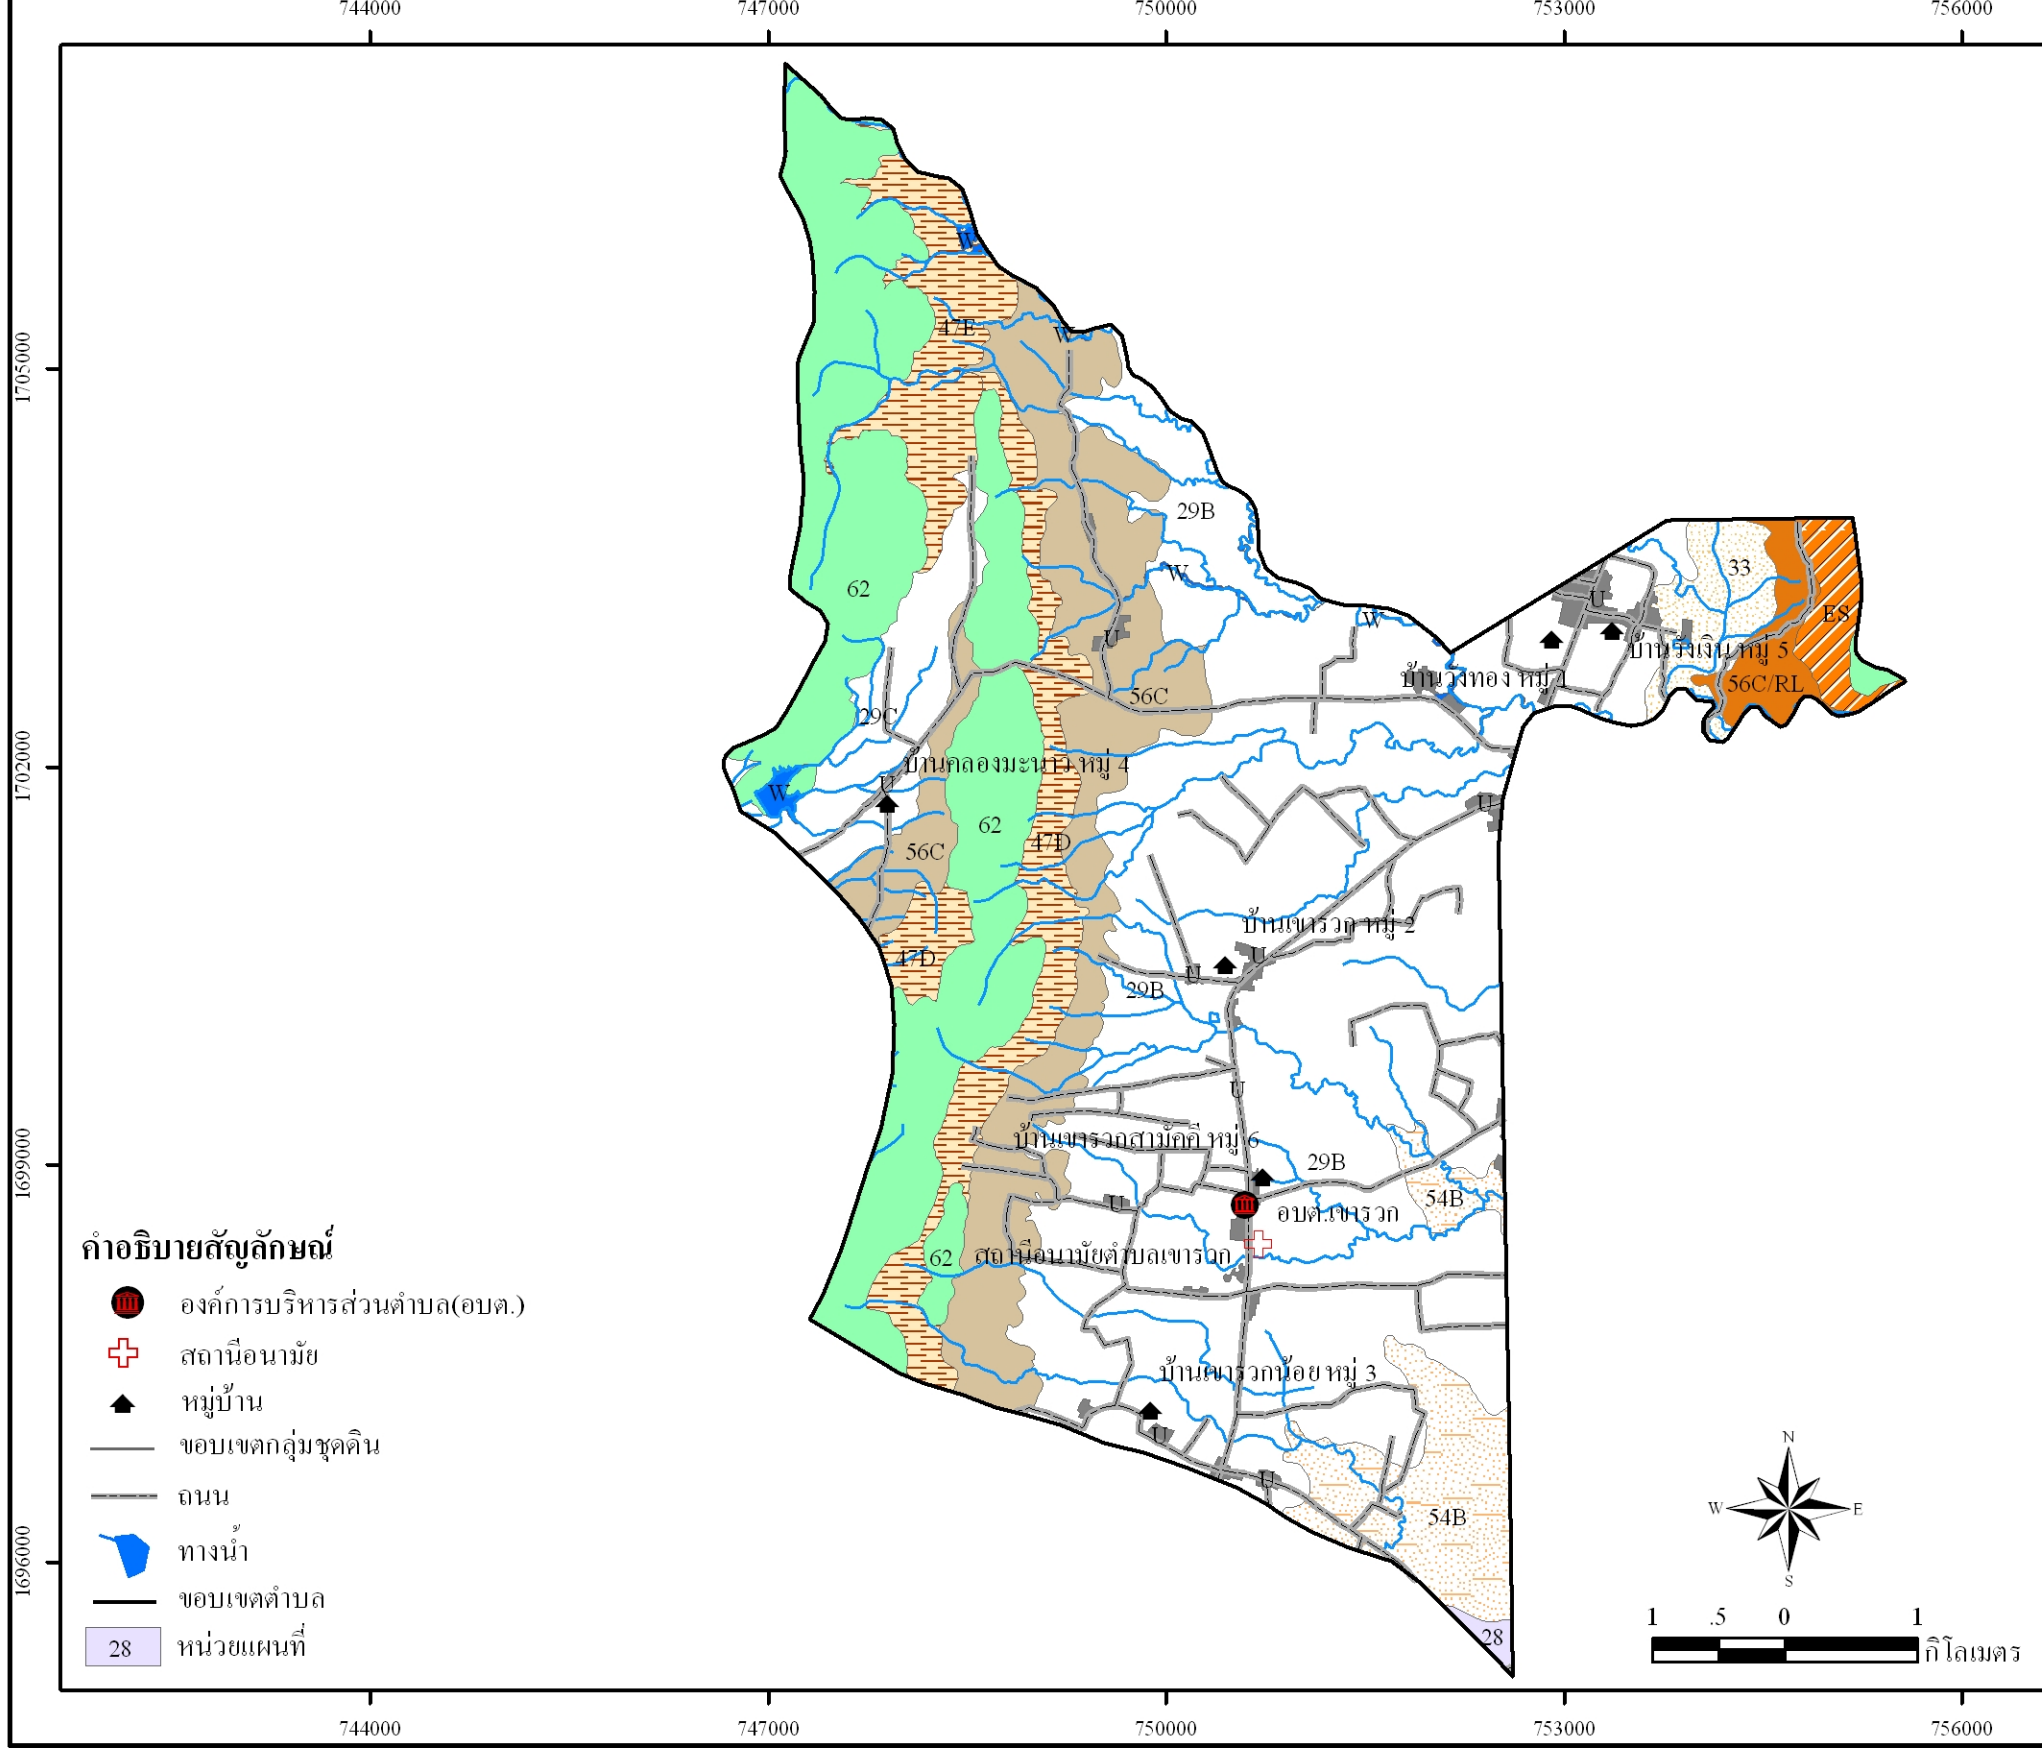 744000 747000 750000 753000 756000
1705000
1702000
1699000
1696000
W
47E
W
29B
62
W
W
33
U
ES
U
บ้านวังเงิน หมู่ 5
บ้านวังทอง หมู่ 1
56C/RL
56C
29C
บ้านคลองมะนาว หมู่ 4
U
W
U
62
47D
56C
บ้านเขารวก หมู่ 2
U
47D
U
29B
U
บ้านเขารวกสามัคคี หมู่ 6
29B
54B
U
อบต.เขารวก
62
สถานีอนามัยตำบลเขารวก
บ้านเขารวกน้อย หมู่ 3
U
U
54B
28
คำอธิบายสัญลักษณ์
องค์การบริหารส่วนตำบล(อบต.)
สถานีอนามัย
หมู่บ้าน
ขอบเขตกลุ่มชุดดิน
ถนน
ทางน้ำ
ขอบเขตตำบล
28 หน่วยแผนที่
N
W E
S
1 .5 0 1
กิโลเมตร
744000 747000 750000 753000 756000